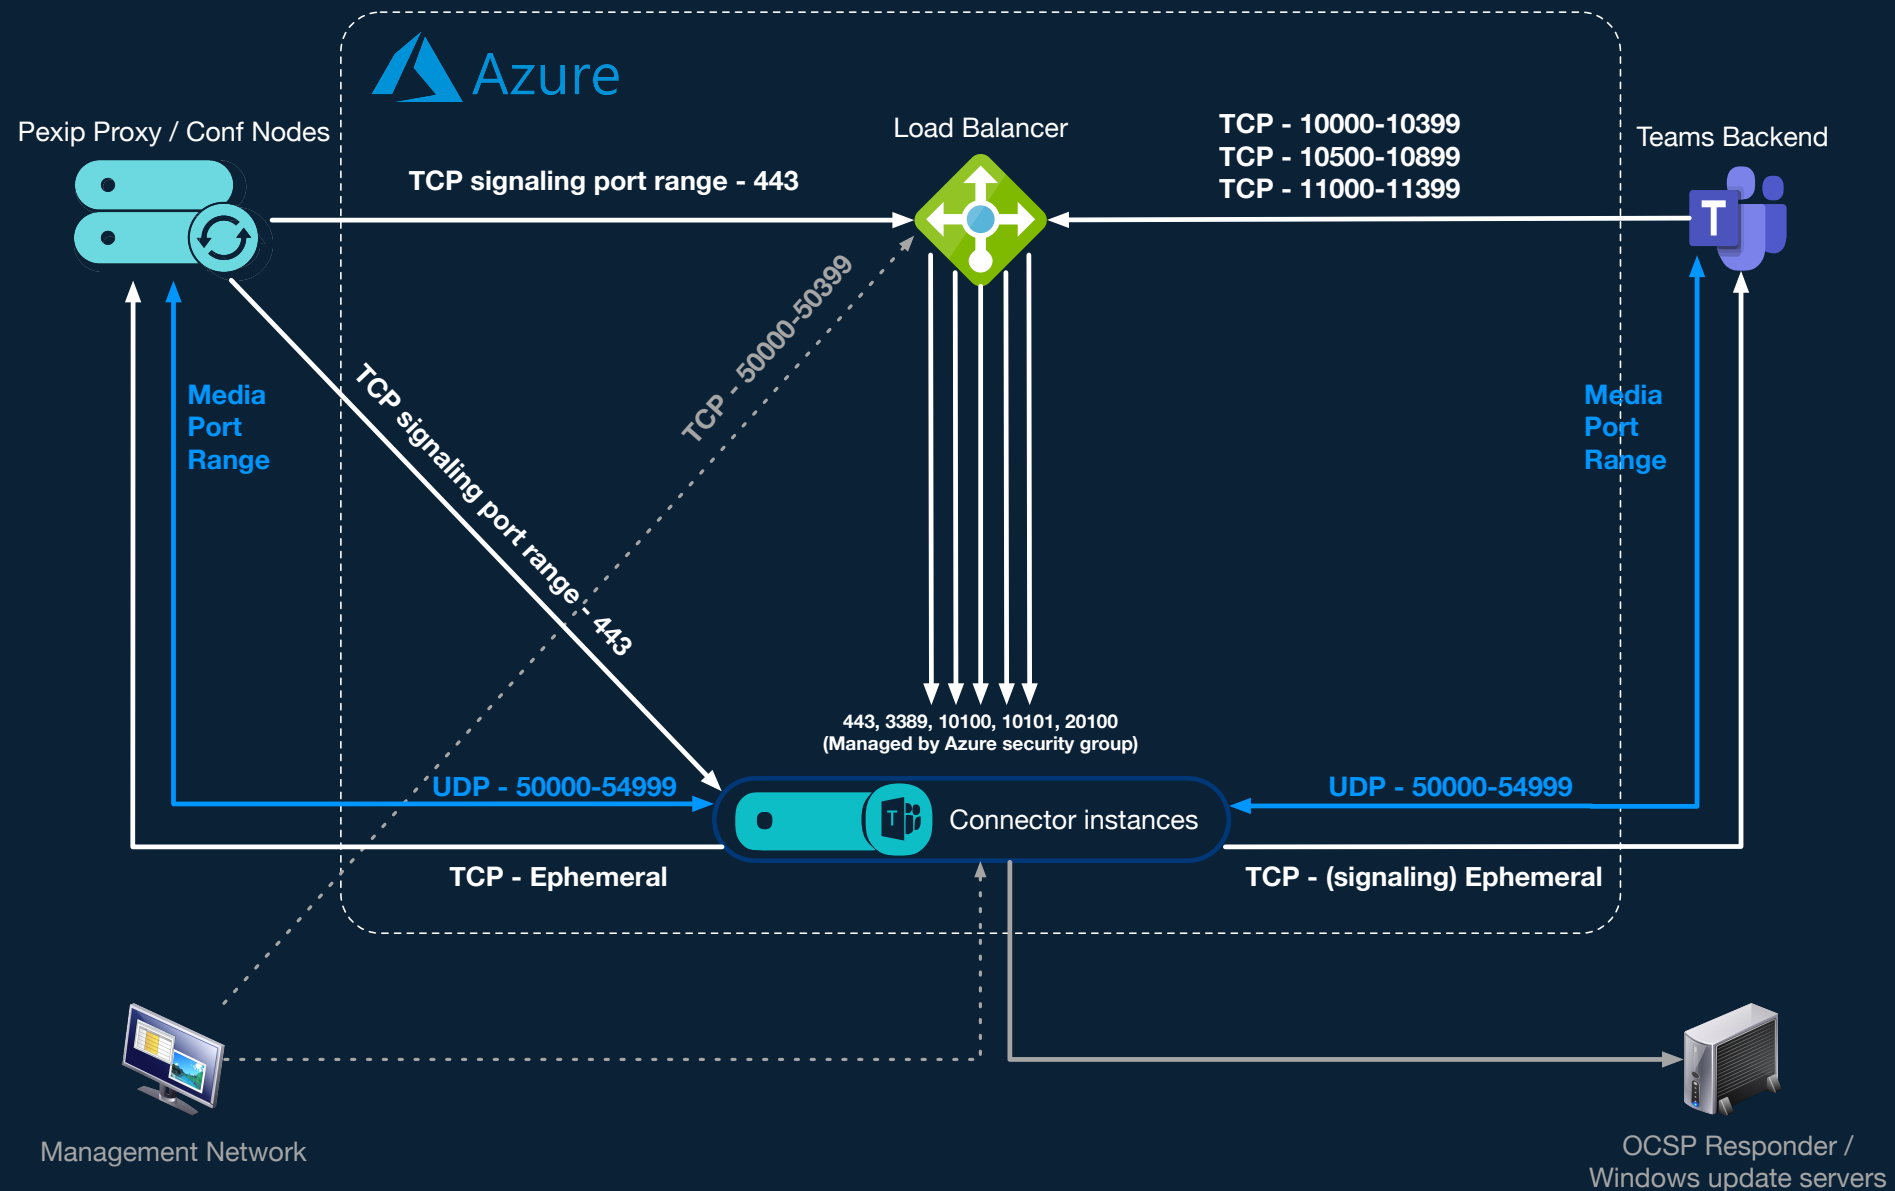 Azure
Pexip Proxy / Conf Nodes
Load Balancer
TCP - 10000-10399
TCP - 10500-10899
TCP - 11000-11399
Teams Backend
TCP signaling port range - 443
T
TCP - 50000-50399
Media
Port
Range
TCP signaling port range - 443
Media
Port
Range
443, 3389, 10100, 10101, 20100
(Managed by Azure security group)
UDP - 50000-54999
UDP - 50000-54999
T
Connector instances
TCP - Ephemeral
TCP - (signaling) Ephemeral
Management Network
OCSP Responder /
Windows update servers